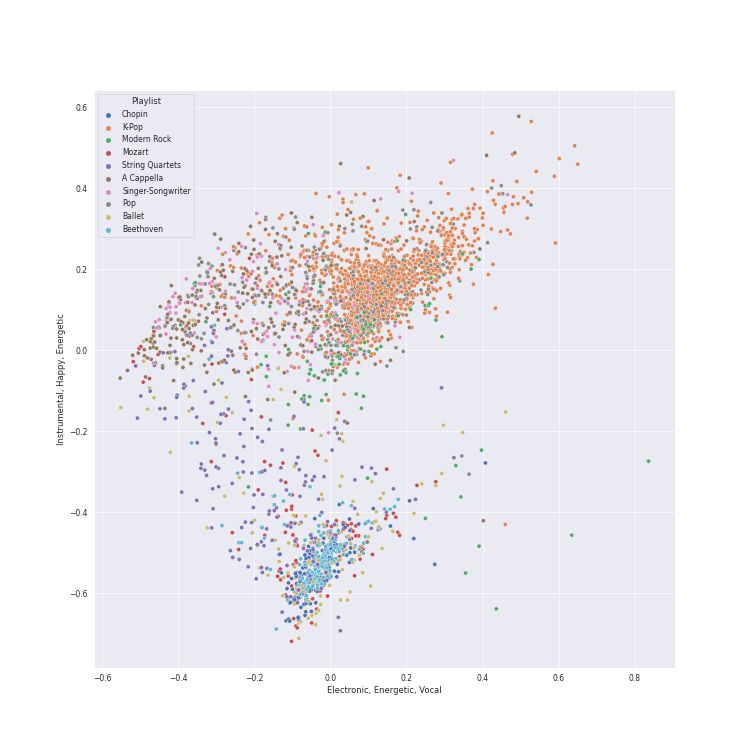 Playlist
Chopin
K-Pop
Modern Rock
Mozart
String Quartets
A Cappella
Singer-Songwriter
Pop
Ballet
Beethoven
0.6
0.4
0.2
0.0
−0.2
−0.4
−0.6
Instrumental, Happy, Energetic
−0.6 −0.4 −0.2 0.0 0.2 0.4 0.6 0.8
Electronic, Energetic, Vocal